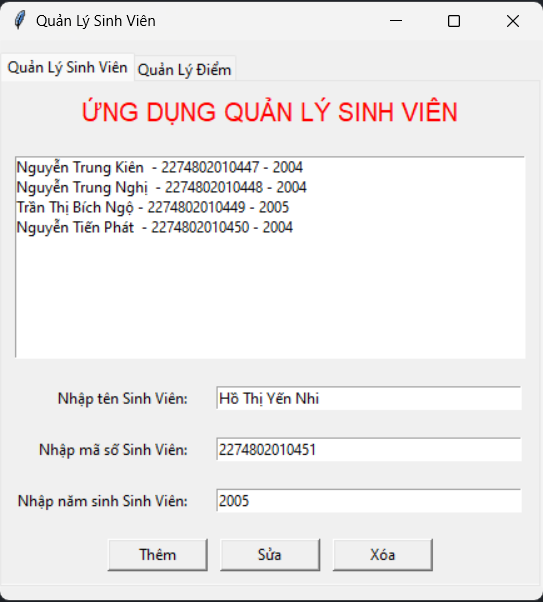 Quản Lý Sinh Viên
Quản Lý Sinh Viên Quản Lý Điểm
ỨNG DỤNG QUẢN LÝ SINH VIÊN
Nguyễn Trung Kiên - 2274802010447 - 2004
Nguyễn Trung Nghị - 2274802010448 - 2004
Trần Thị Bích Ngộ - 2274802010449 - 2005
Nguyễn Tiến Phát - 2274802010450 - 2004
Nhập tên Sinh Viên: Hồ Thị Yến Nhi
Nhập mã số Sinh Viên: 2274802010451
Nhập năm sinh Sinh Viên: 2005
Thêm Sửa Xóa